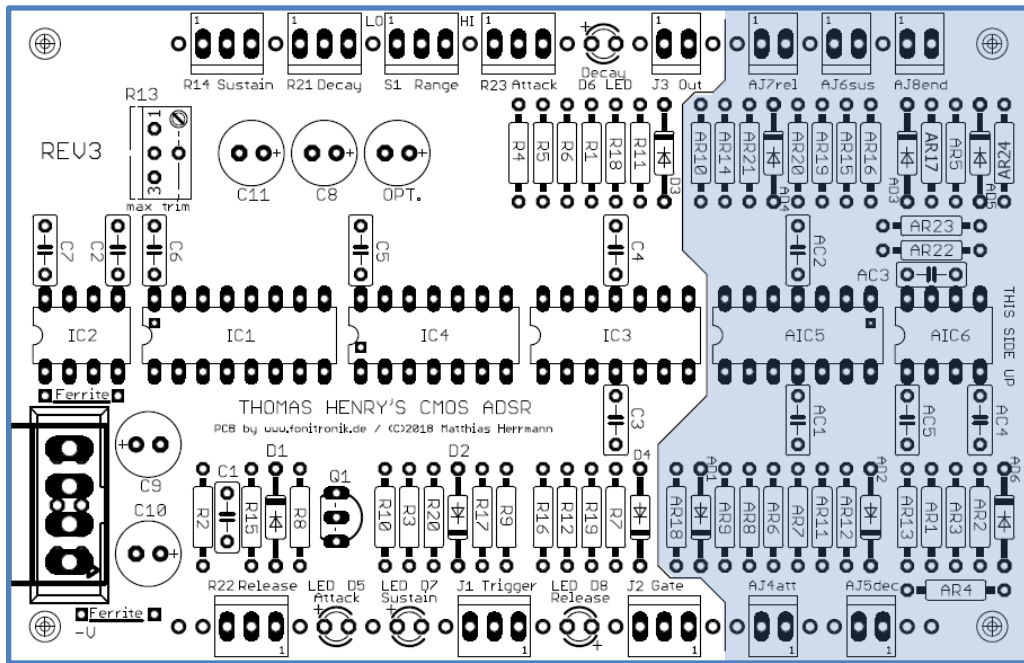 1 LO 1 1 HI 1 + 1 1 1 1
R14 Sustain R21 Decay S1 Range R23 Attack Decay D6 LED J3 Out AJ7rel AJ6sus AJ8end
R13
1
3
max trim
REV3
+ + +
C11 C8 OPT.
R4 R5 R6 R1 R18 R11 D3 AR10 AR14 AR21 AD4 AR20 AR19 AR15 AR16 AD3 AR17 AR5 AD5 AR24
AR23
AR22
AC3
C7 C2 C6 C5 C4 AC2
IC2 IC1 IC4 IC3 AIC5 AIC6
THIS SIDE UP
Ferrite
THOMAS HENRY'S CMOS ADSR
PCB by www.fonitronik.de / (C)2018 Matthias Herrmann
C3 AC1 AC5 AC4
+
C9
C10
+
R2 C1 R15 D1 R8 Q1 R10 R3 R20 D2 R17 R9 R16 R12 R19 R7 D4 AR18 AD1 AR9 AR8 AR6 AR7 AR11 AR12 AD2 AR13 AR1 AR3 AR2 AD6
AR4
Ferrite
-V
R22 Release LED D5 Attack LED D7 Sustain J1 Trigger LED D8 Release J2 Gate AJ4att AJ5dec
1 + + 1 + 1 1 1